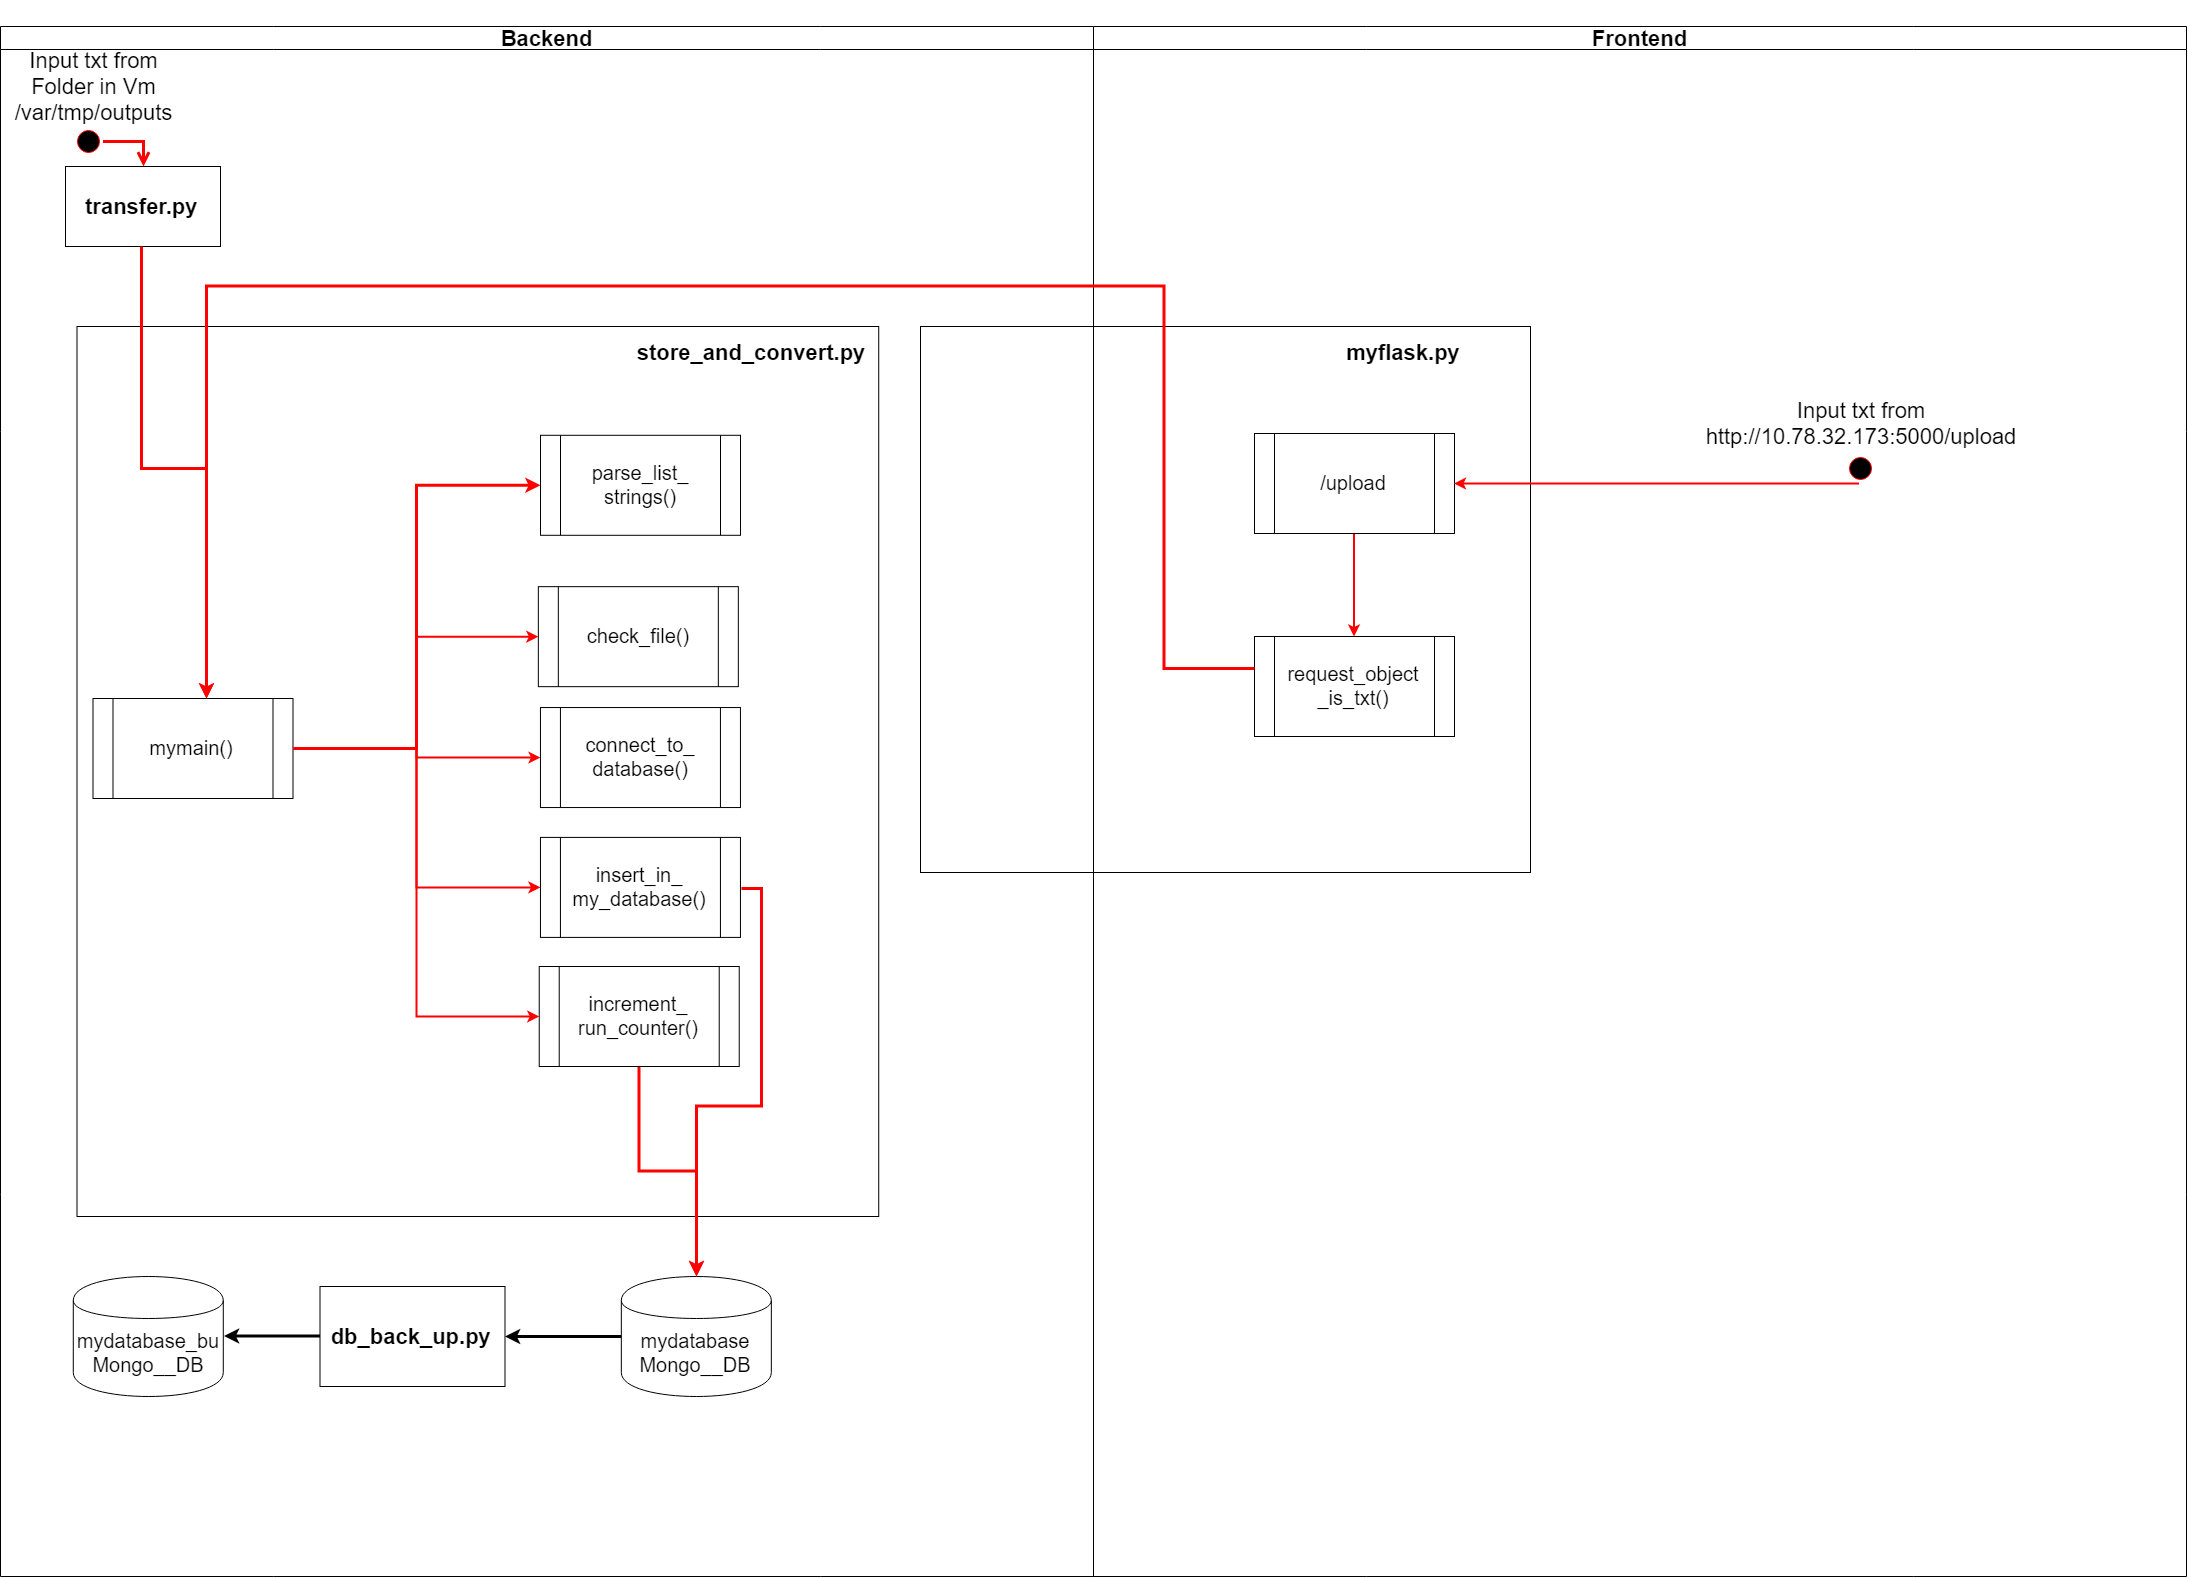 Backend
Frontend
Input txt from
Folder in Vm
/var/tmp/outputs
transfer.py
store_and_convert.py
myflask.py
Input txt from
http://10.78.32.173:5000/upload
parse_list_
strings()
/upload
check_file()
request_object
_is_txt()
mymain()
connect_to_
database()
insert_in_
my_database()
increment_
run_counter()
mydatabase_bu
Mongo__DB
db_back_up.py
mydatabase
Mongo__DB